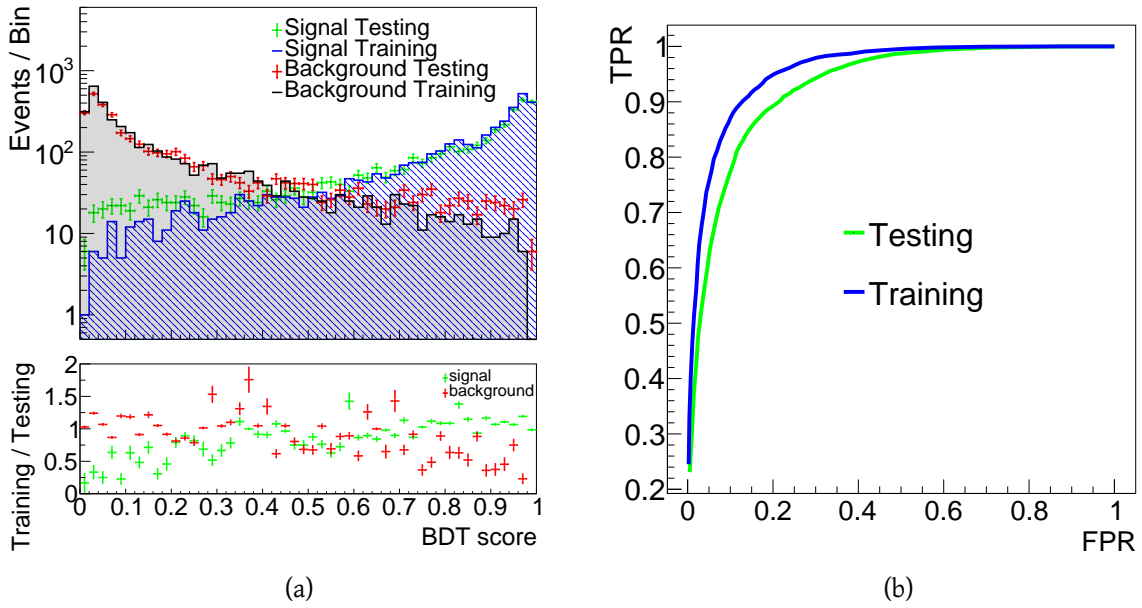 Events / Bin
10³
10²
10
1
Signal Testing
Signal Training
Background Testing
Background Training
Training / Testing
2
1.5
1
0.5
0
signal
background
0 0.1 0.2 0.3 0.4 0.5 0.6 0.7 0.8 0.9 1
BDT score
(a)
TPR
1
0.9
0.8
0.7
0.6
0.5
0.4
0.3
0.2
Testing
Training
0 0.2 0.4 0.6 0.8 1
FPR
(b)